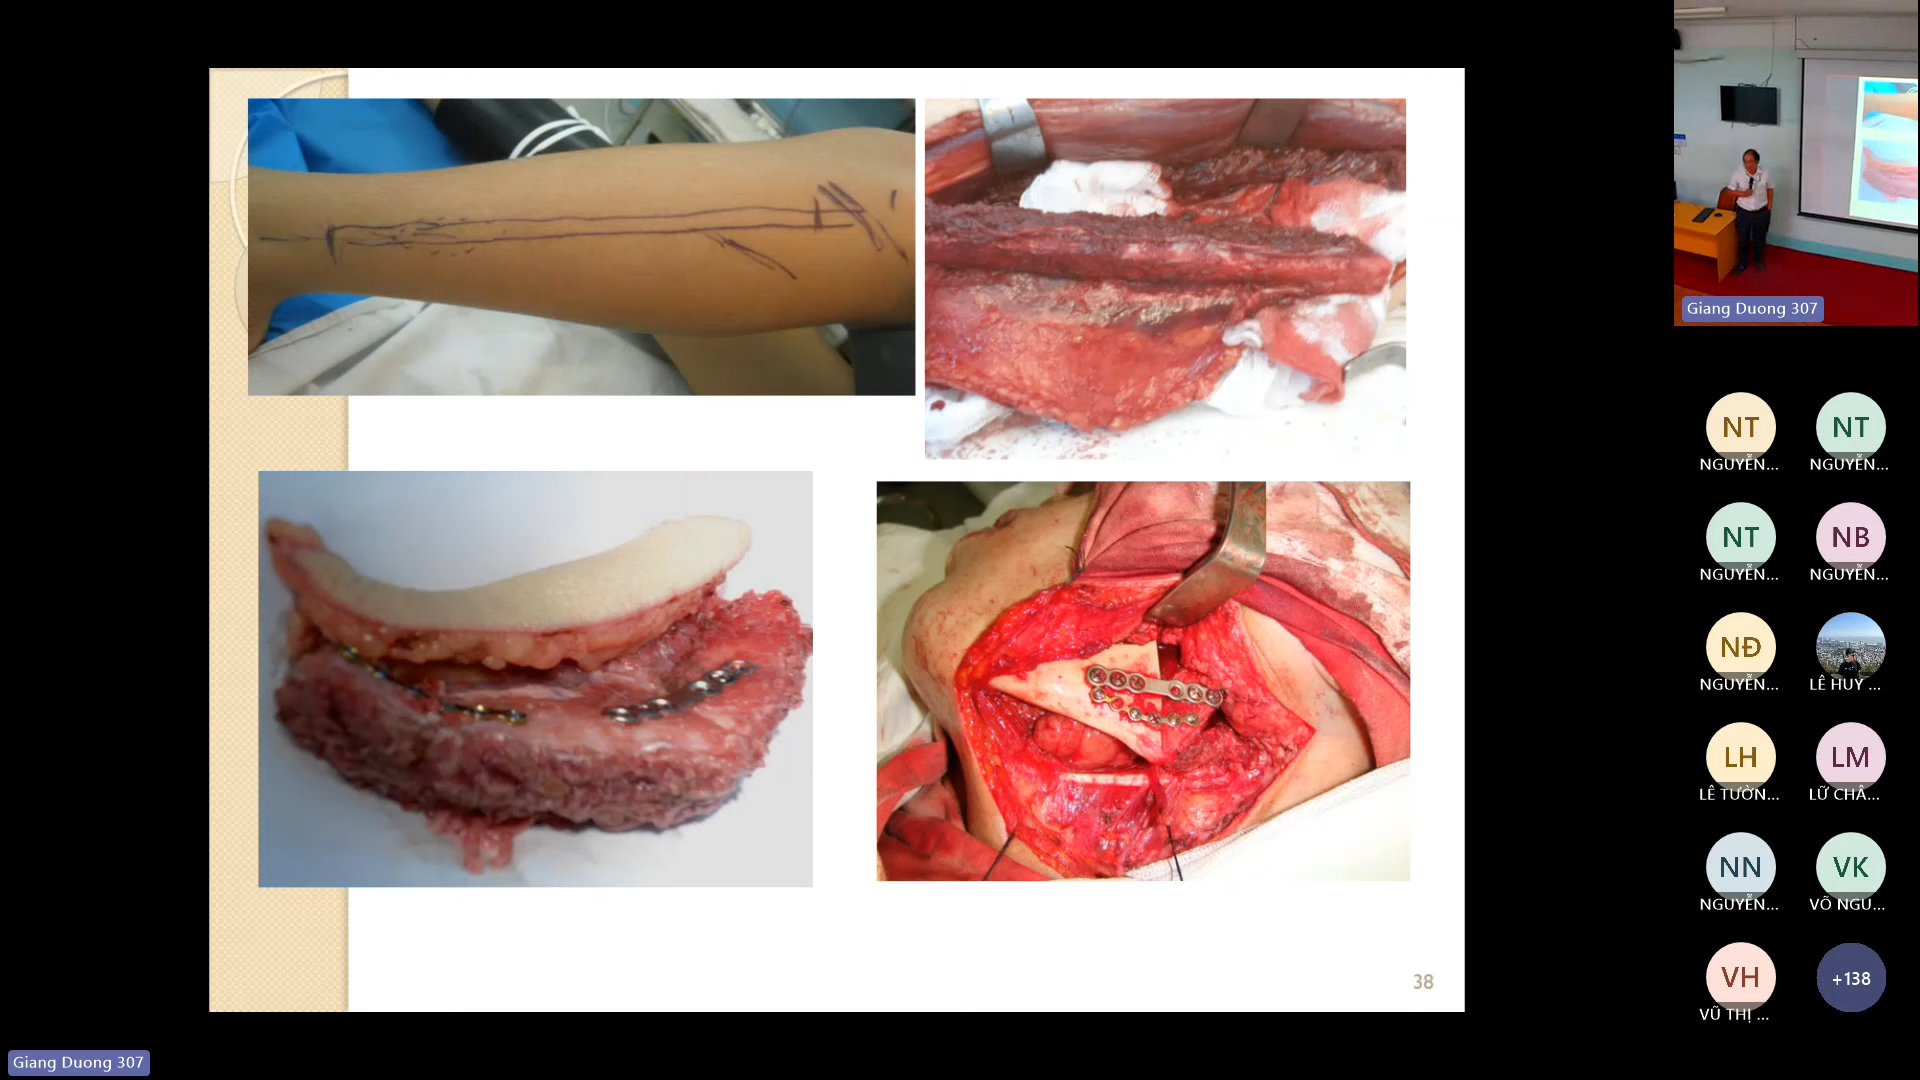 38
Giang Duong 307
NT
NT
NGUYỄN...
NGUYỄN...
NT
NB
NGUYỄN...
NGUYỄN...
NĐ
NGUYỄN...
LÊ HUY ...
LH
LM
LÊ TƯỜN...
LỮ CHÂ...
NN
VK
NGUYỄN...
VÕ NGU...
VH
+138
VŨ THỊ ...
Giang Duong 307